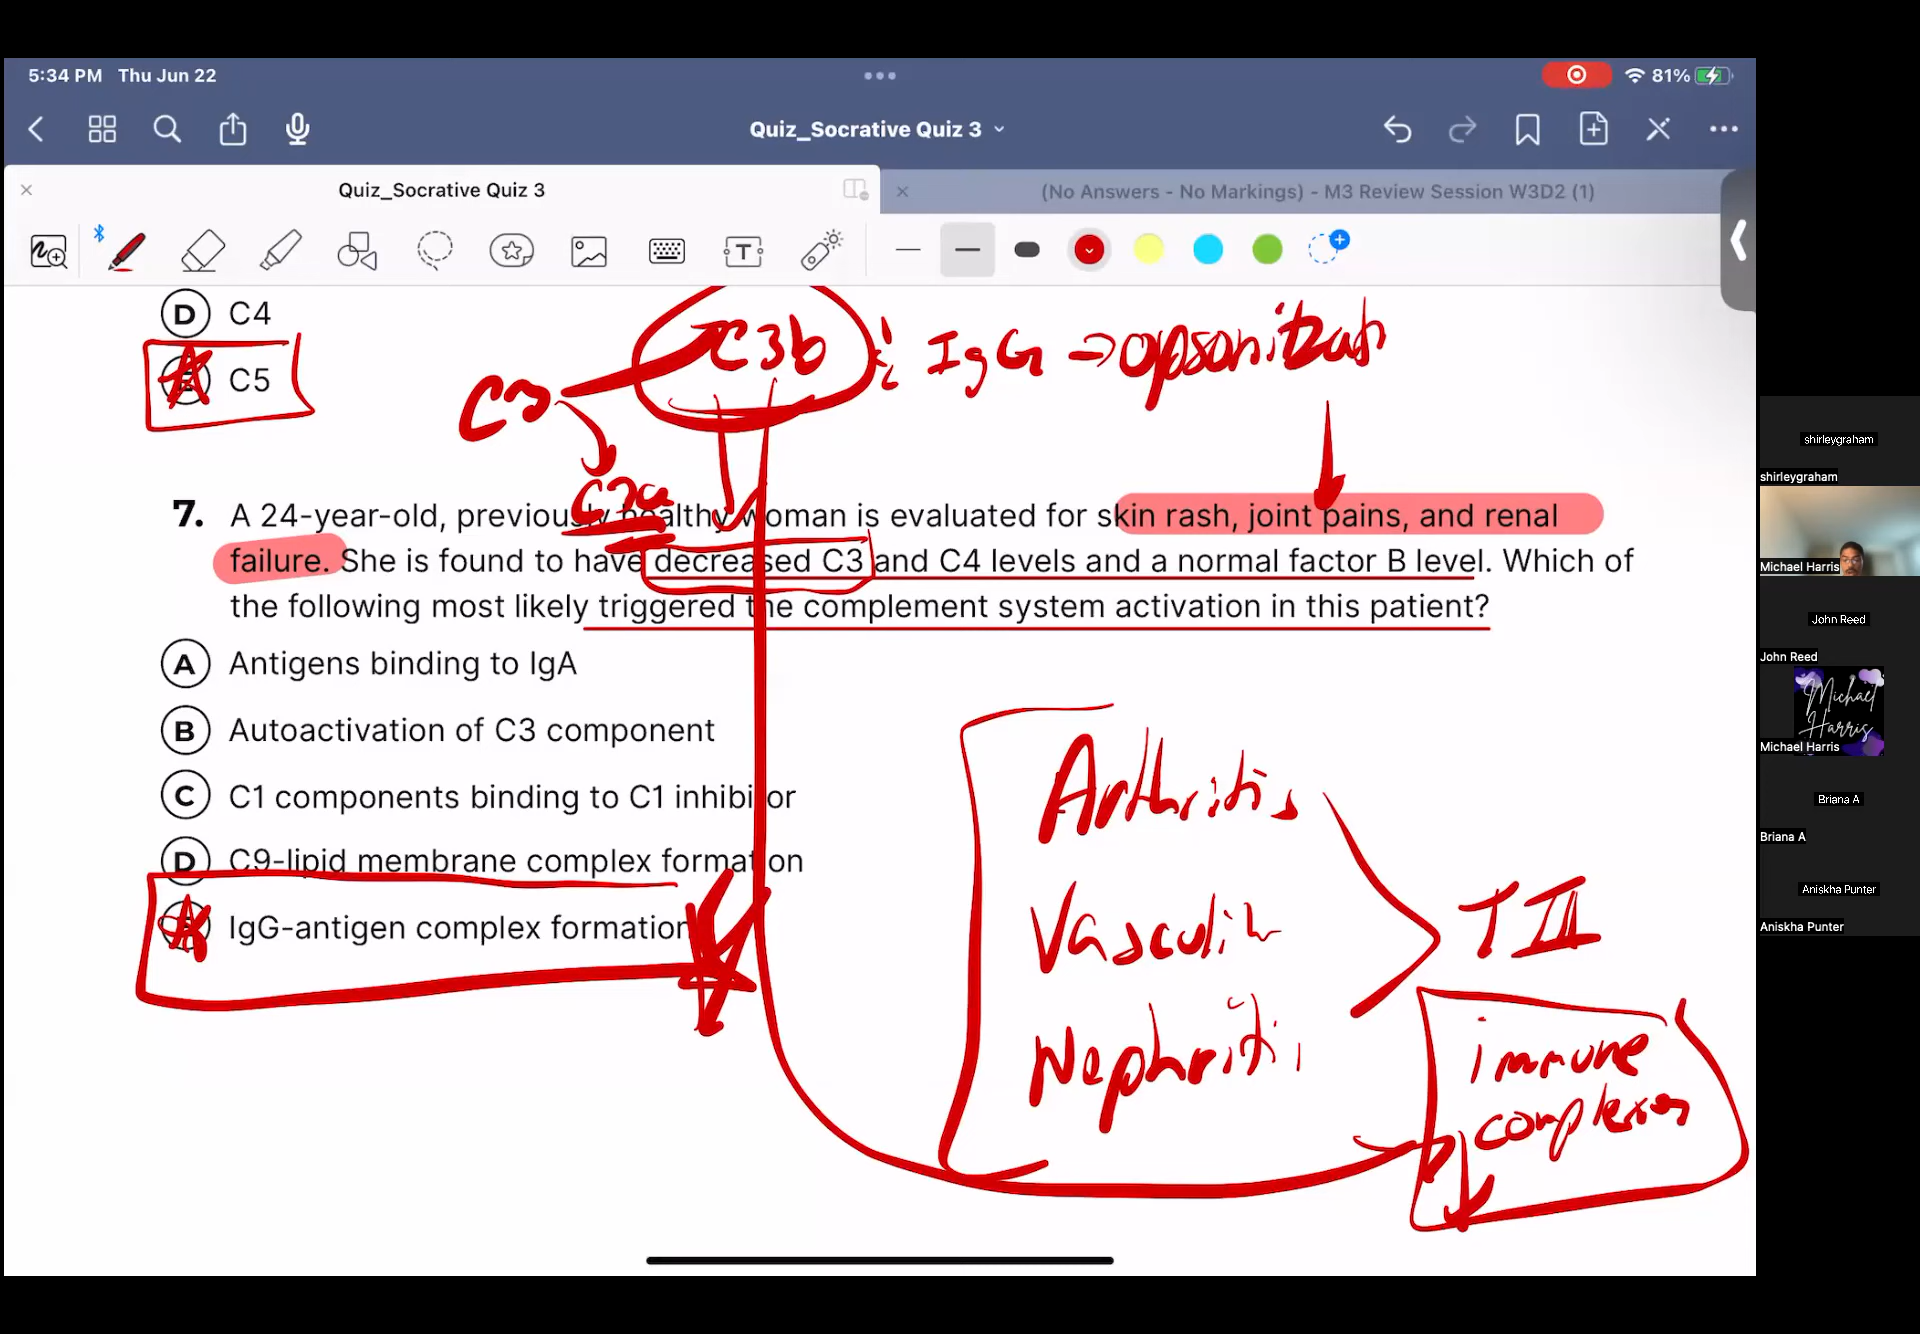 5:34 PM Thu Jun 22
81%
Quiz_Socrative Quiz 3
Quiz_Socrative Quiz 3
(No Answers - No Markings) - M3 Review Session W3D2 (1)
D C4
C5
C3b
IgG → opsonization
C3
C3a
7. A 24-year-old, previously healthy woman is evaluated for skin rash, joint pains, and renal
failure. She is found to have decreased C3 and C4 levels and a normal factor B level. Which of
the following most likely triggered the complement system activation in this patient?
A Antigens binding to IgA
B Autoactivation of C3 component
C C1 components binding to C1 inhibitor
D C9-lipid membrane complex formation
IgG-antigen complex formation
Arthritis
Vasculitis
Nephritis
T III
immune
complexes
shirleygraham
shirleygraham
Michael Harris
John Reed
John Reed
Michael
Harris
Michael Harris
Briana A
Briana A
Aniskha Punter
Aniskha Punter